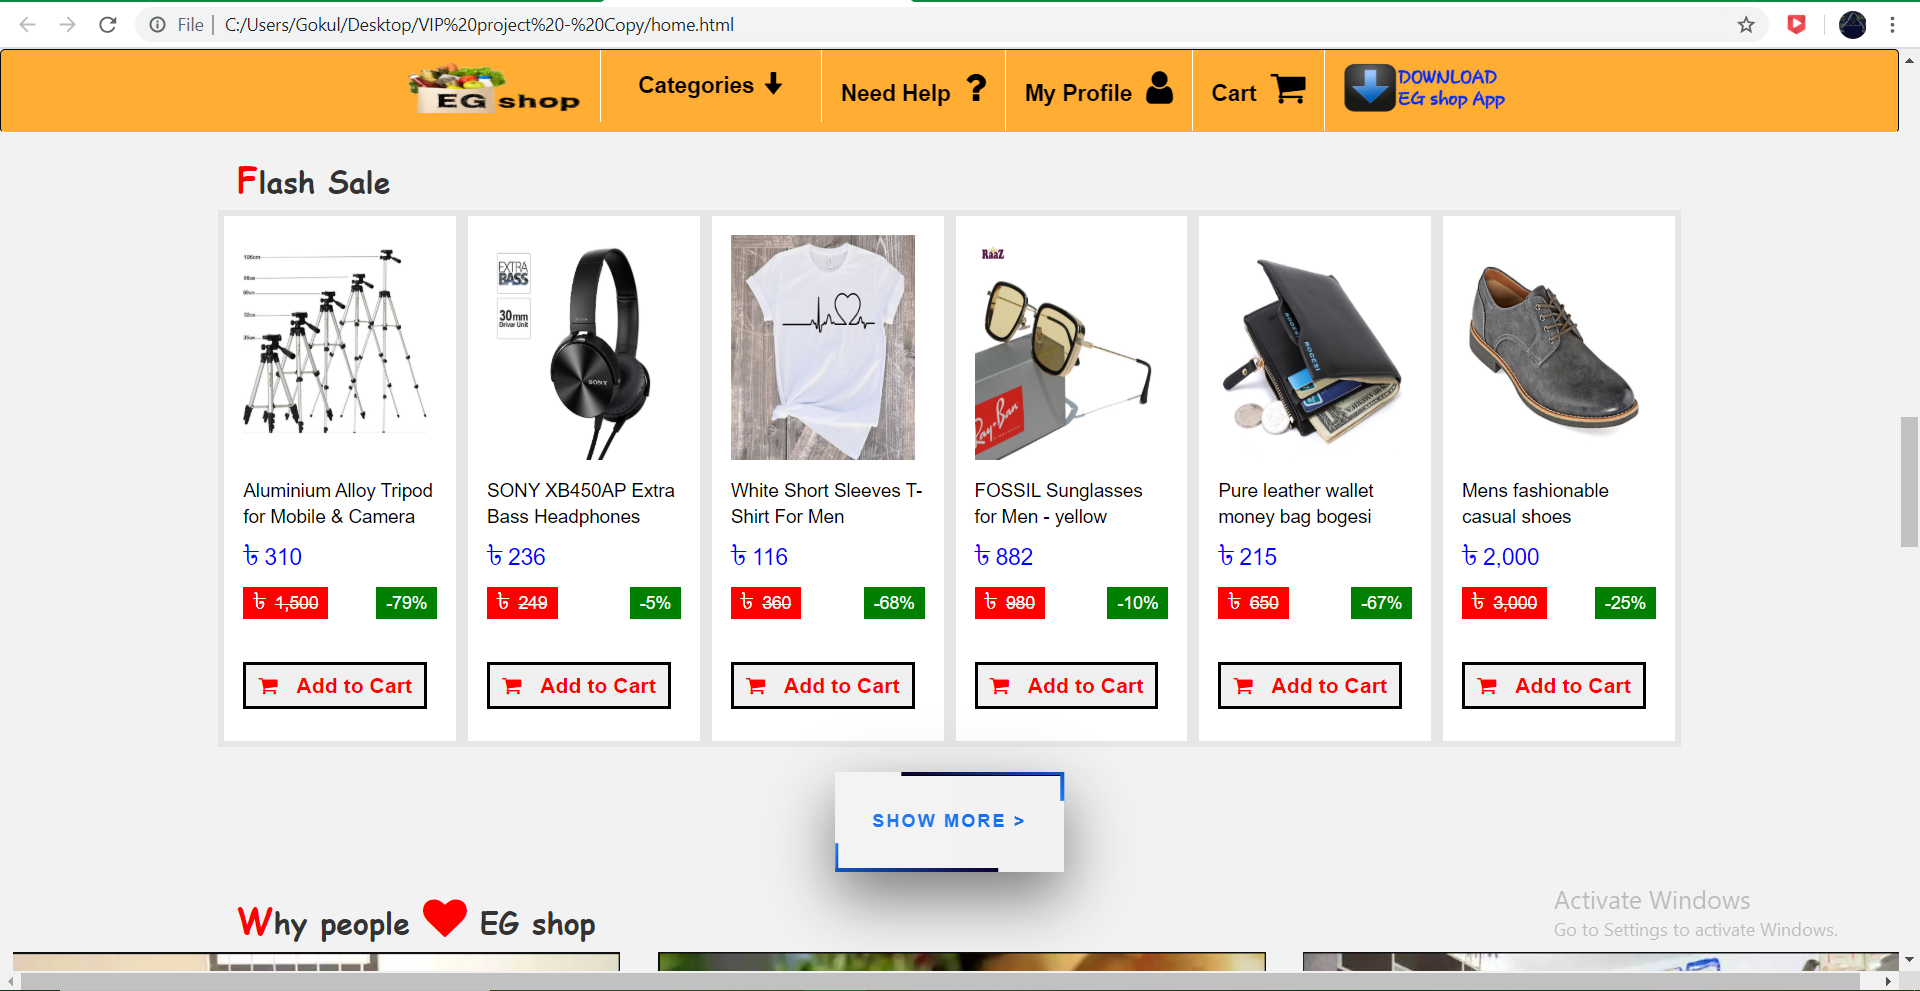 File | C:/Users/Gokul/Desktop/VIP%20project%20-%20Copy/home.html
EG shop
Categories
Need Help ?
My Profile
Cart
DOWNLOAD
EG shop App
Flash Sale
106cm
EXTRA
BASS
30mm
Driver Unit
SONY
RaaZ
Ray-Ban
BOGESI
Aluminium Alloy Tripod
for Mobile & Camera
৳ 310
৳ 1,500
-79%
Add to Cart
SONY XB450AP Extra
Bass Headphones
৳ 236
৳ 249
-5%
Add to Cart
White Short Sleeves T-
Shirt For Men
৳ 116
৳ 360
-68%
Add to Cart
FOSSIL Sunglasses
for Men - yellow
৳ 882
৳ 980
-10%
Add to Cart
Pure leather wallet
money bag bogesi
৳ 215
৳ 650
-67%
Add to Cart
Mens fashionable
casual shoes
৳ 2,000
৳ 3,000
-25%
Add to Cart
SHOW MORE >
Why people ❤ EG shop
Activate Windows
Go to Settings to activate Windows.